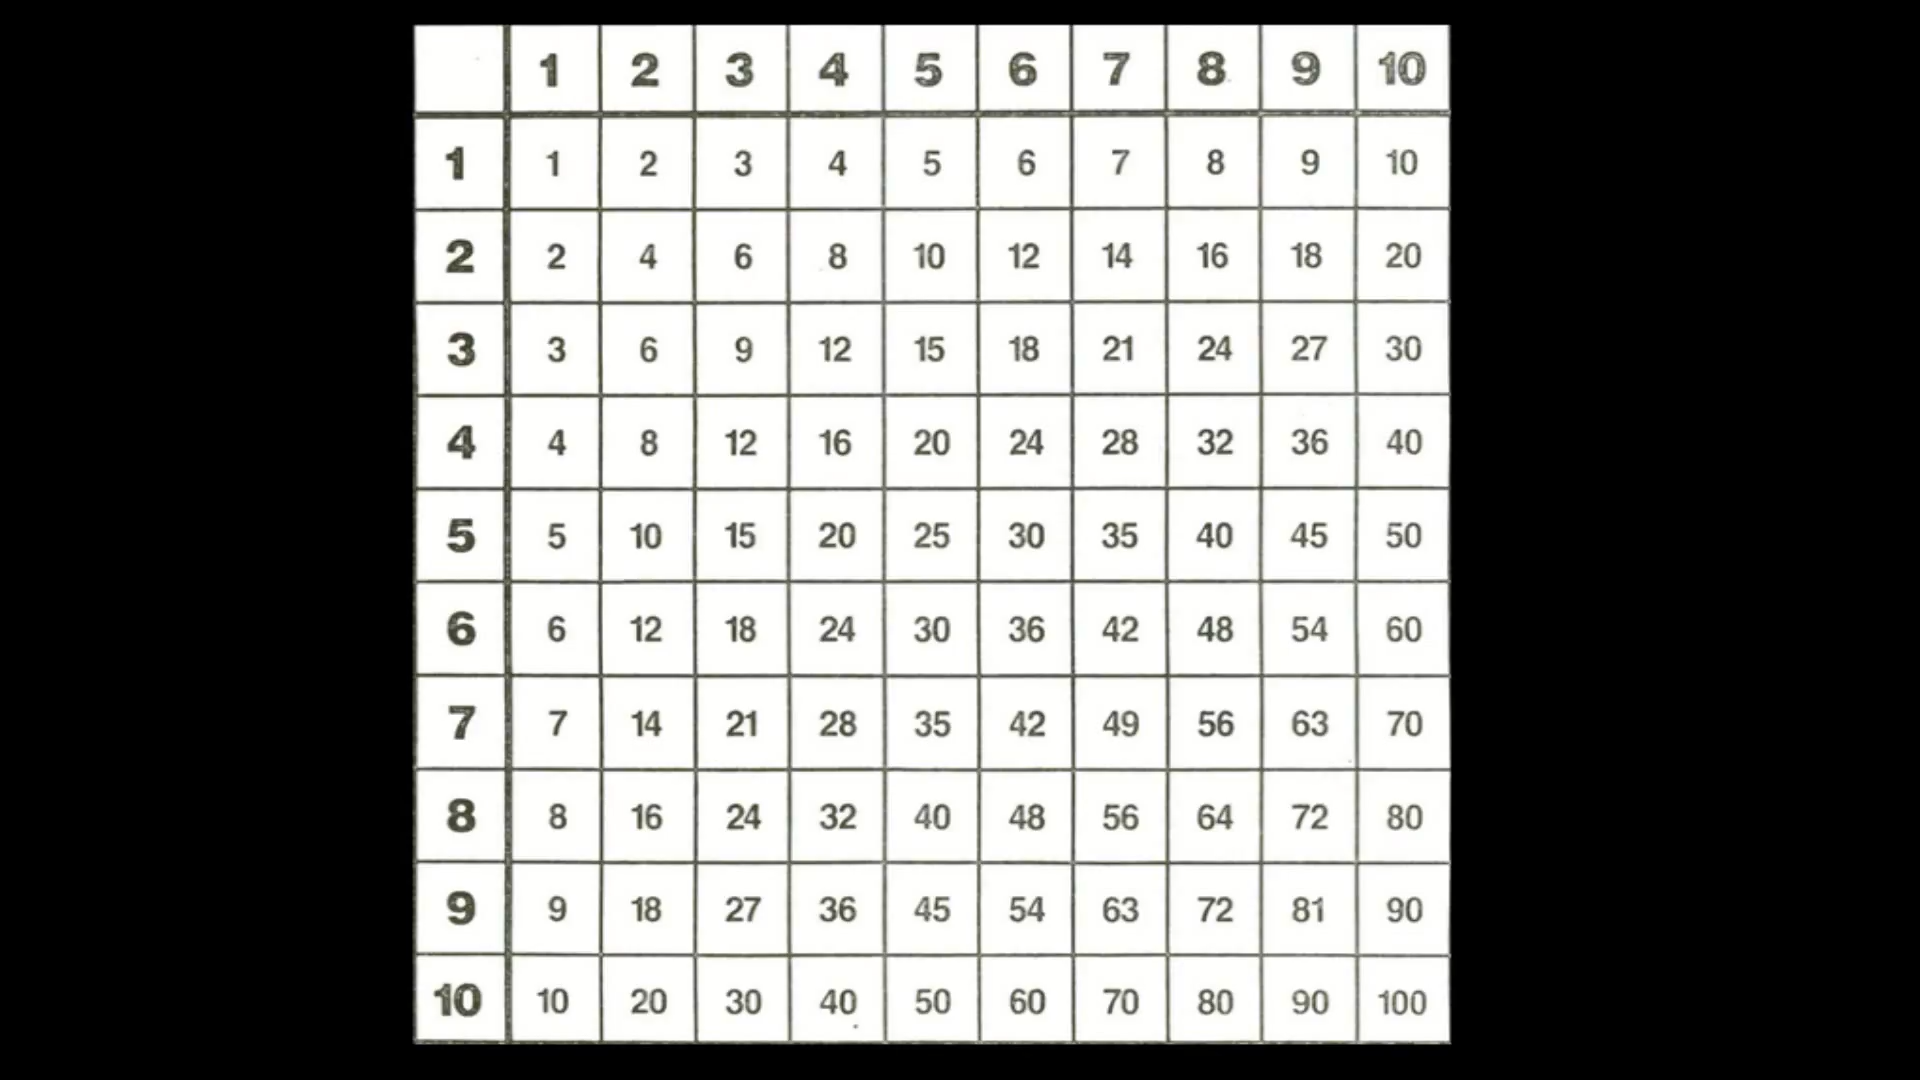 1 2 3 4 5 6 7 8 9 10
1 1 2 3 4 5 6 7 8 9 10
2 2 4 6 8 10 12 14 16 18 20
3 3 6 9 12 15 18 21 24 27 30
4 4 8 12 16 20 24 28 32 36 40
5 5 10 15 20 25 30 35 40 45 50
6 6 12 18 24 30 36 42 48 54 60
7 7 14 21 28 35 42 49 56 63 70
8 8 16 24 32 40 48 56 64 72 80
9 9 18 27 36 45 54 63 72 81 90
10 10 20 30 40 50 60 70 80 90 100